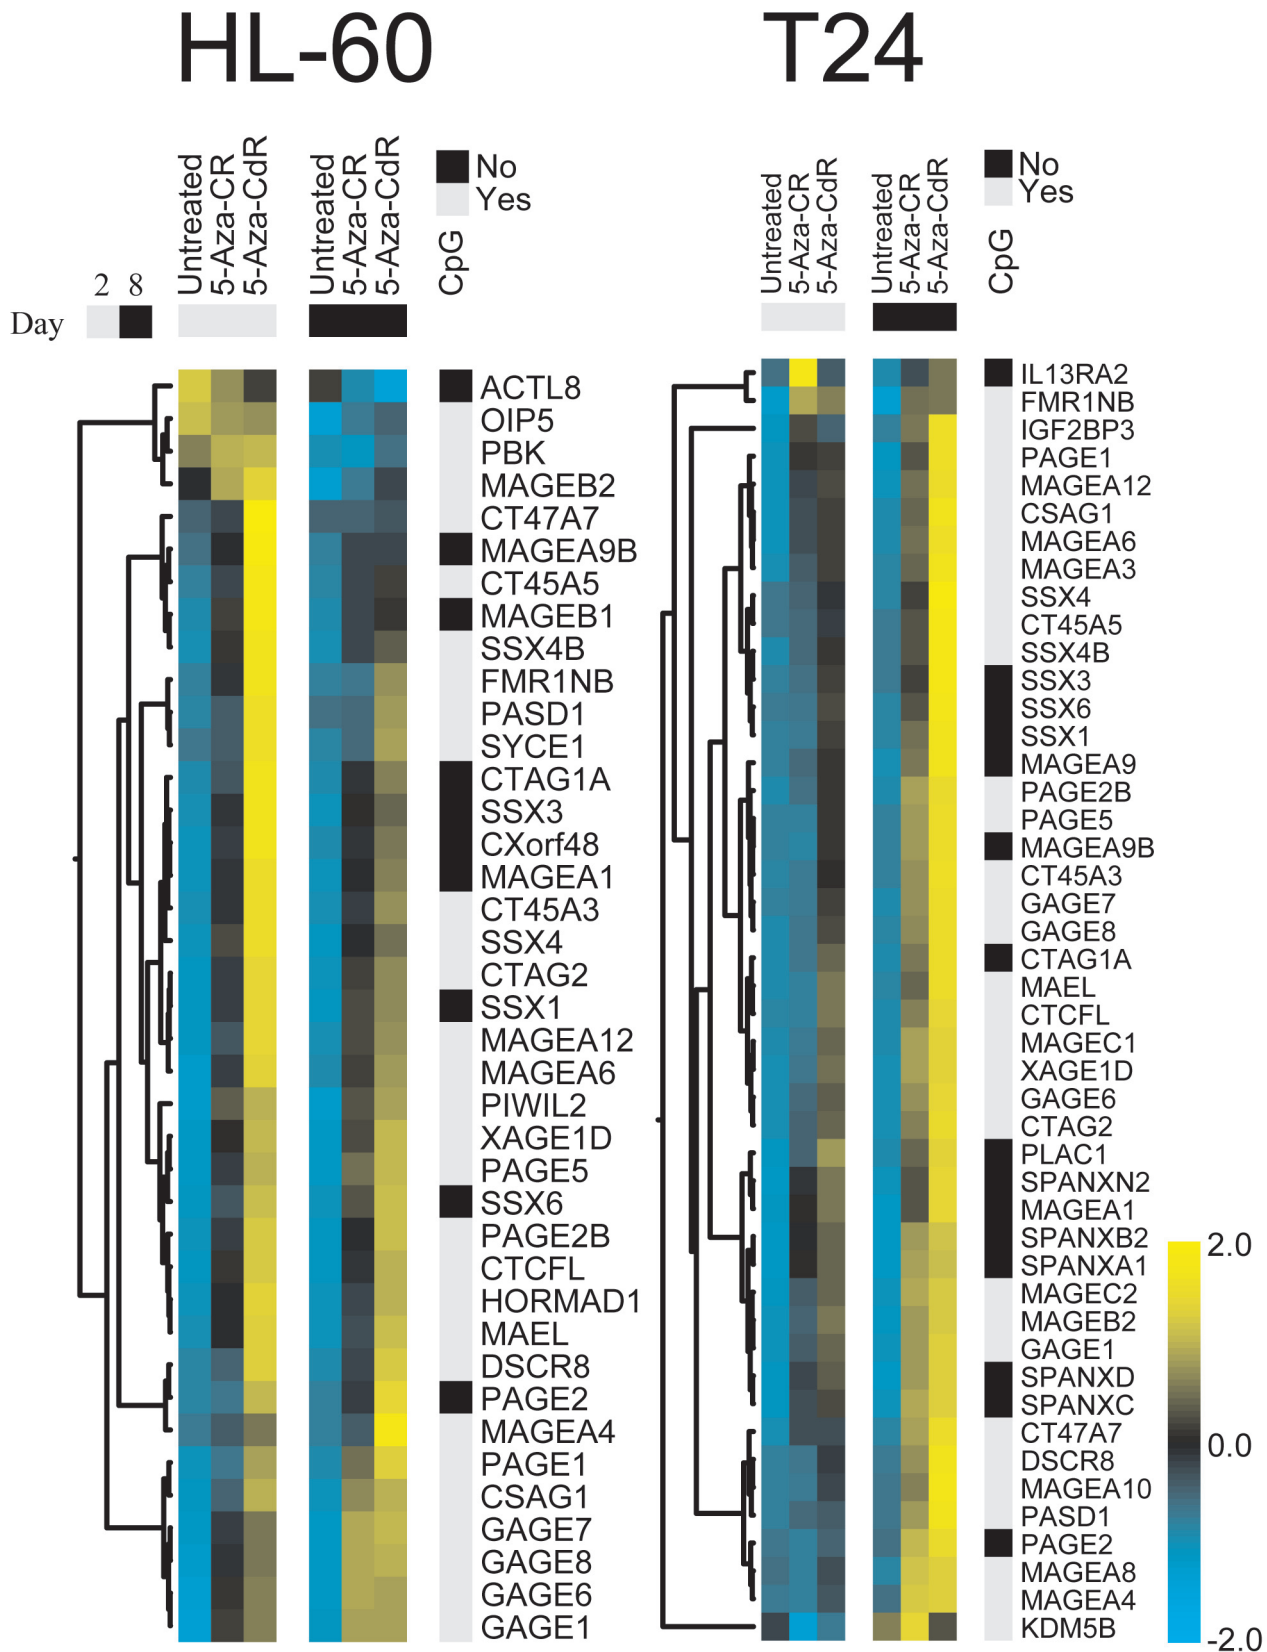 HL-60
T24
Untreated
5-Aza-CR
5-Aza-CdR
Untreated
5-Aza-CR
5-Aza-CdR
No
Yes
CpG
2 8
Day
ACTL8
OIP5
PBK
MAGEB2
CT47A7
MAGEA9B
CT45A5
MAGEB1
SSX4B
FMR1NB
PASD1
SYCE1
CTAG1A
SSX3
CXorf48
MAGEA1
CT45A3
SSX4
CTAG2
SSX1
MAGEA12
MAGEA6
PIWIL2
XAGE1D
PAGE5
SSX6
PAGE2B
CTCFL
HORMAD1
MAEL
DSCR8
PAGE2
MAGEA4
PAGE1
CSAG1
GAGE7
GAGE8
GAGE6
GAGE1
Untreated
5-Aza-CR
5-Aza-CdR
Untreated
5-Aza-CR
5-Aza-CdR
No
Yes
CpG
IL13RA2
FMR1NB
IGF2BP3
PAGE1
MAGEA12
CSAG1
MAGEA6
MAGEA3
SSX4
CT45A5
SSX4B
SSX3
SSX6
SSX1
MAGEA9
PAGE2B
PAGE5
MAGEA9B
CT45A3
GAGE7
GAGE8
CTAG1A
MAEL
CTCFL
MAGEC1
XAGE1D
GAGE6
CTAG2
PLAC1
SPANXN2
MAGEA1
SPANXB2
SPANXA1
MAGEC2
MAGEB2
GAGE1
SPANXD
SPANXC
CT47A7
DSCR8
MAGEA10
PASD1
PAGE2
MAGEA8
MAGEA4
KDM5B
2.0
0.0
-2.0